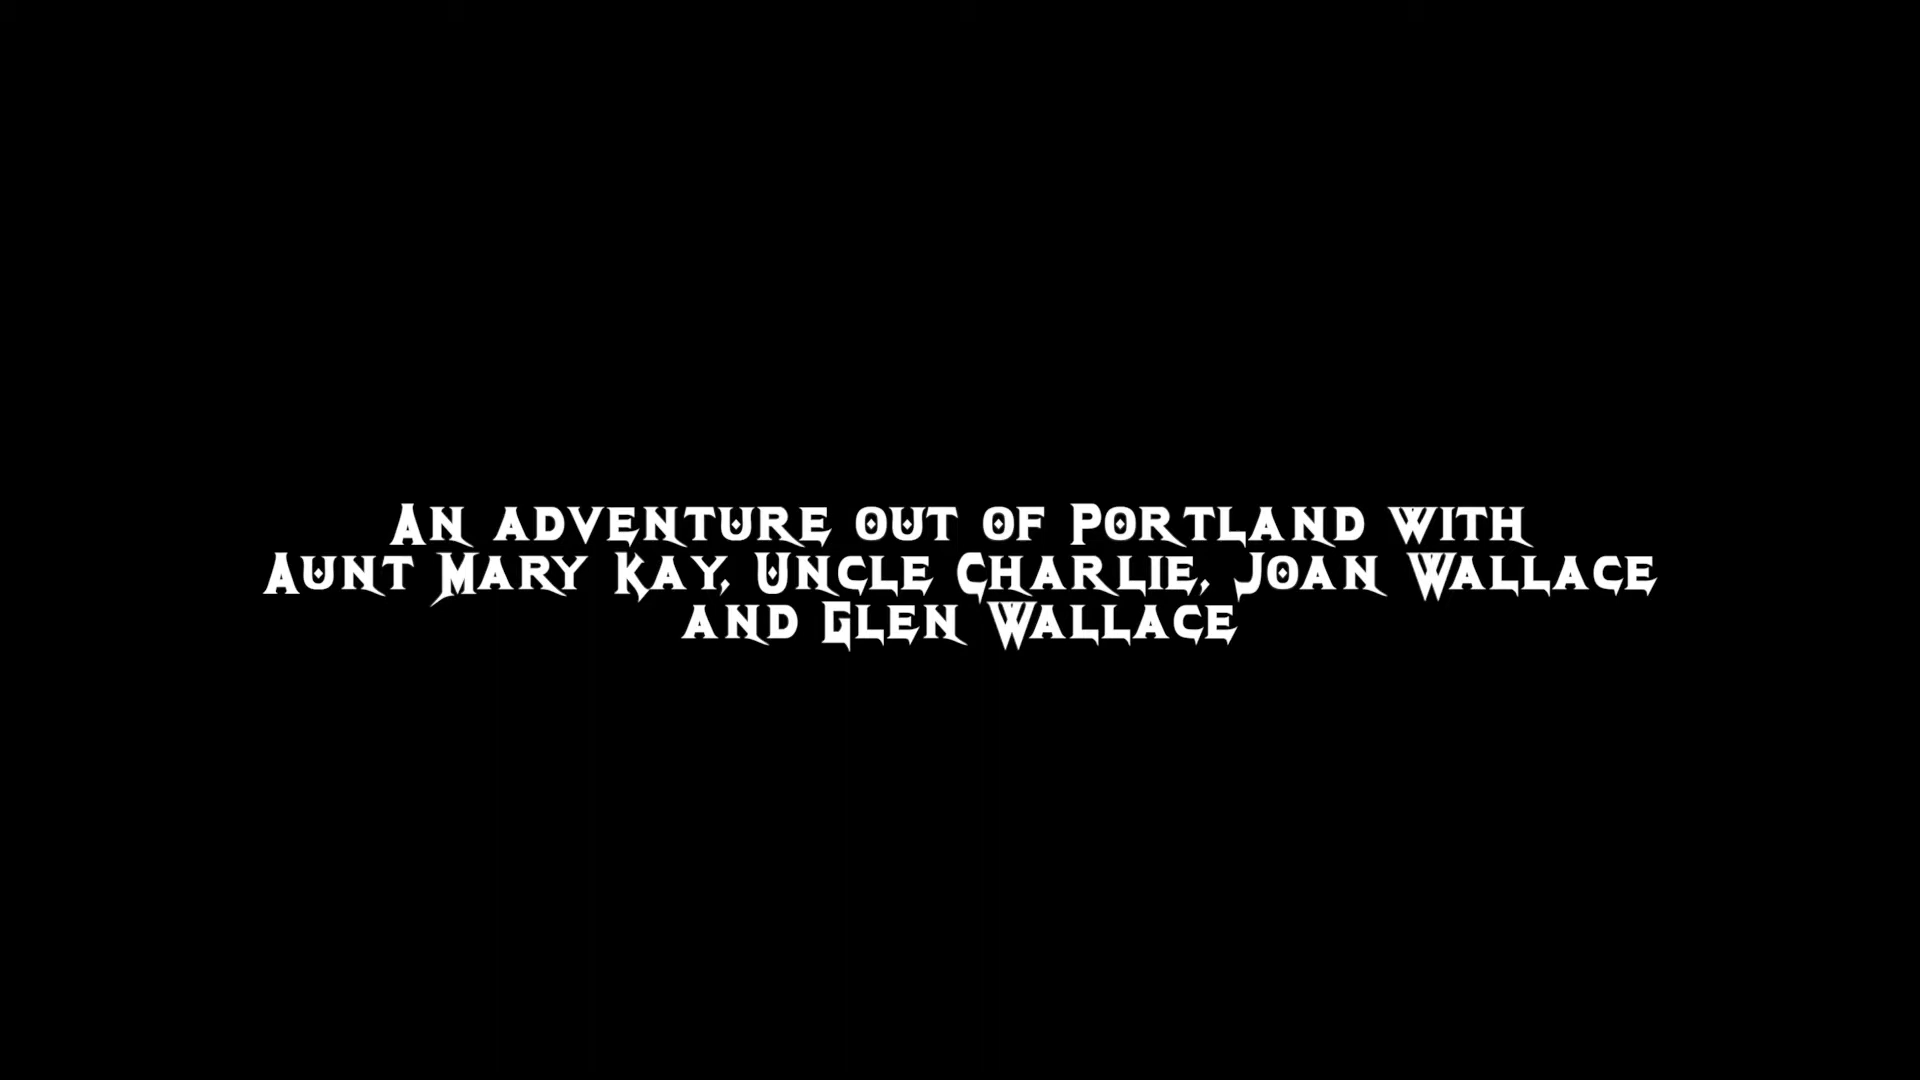 An adventure out of Portland with
Aunt Mary Kay, Uncle Charlie, Joan Wallace
and Glen Wallace